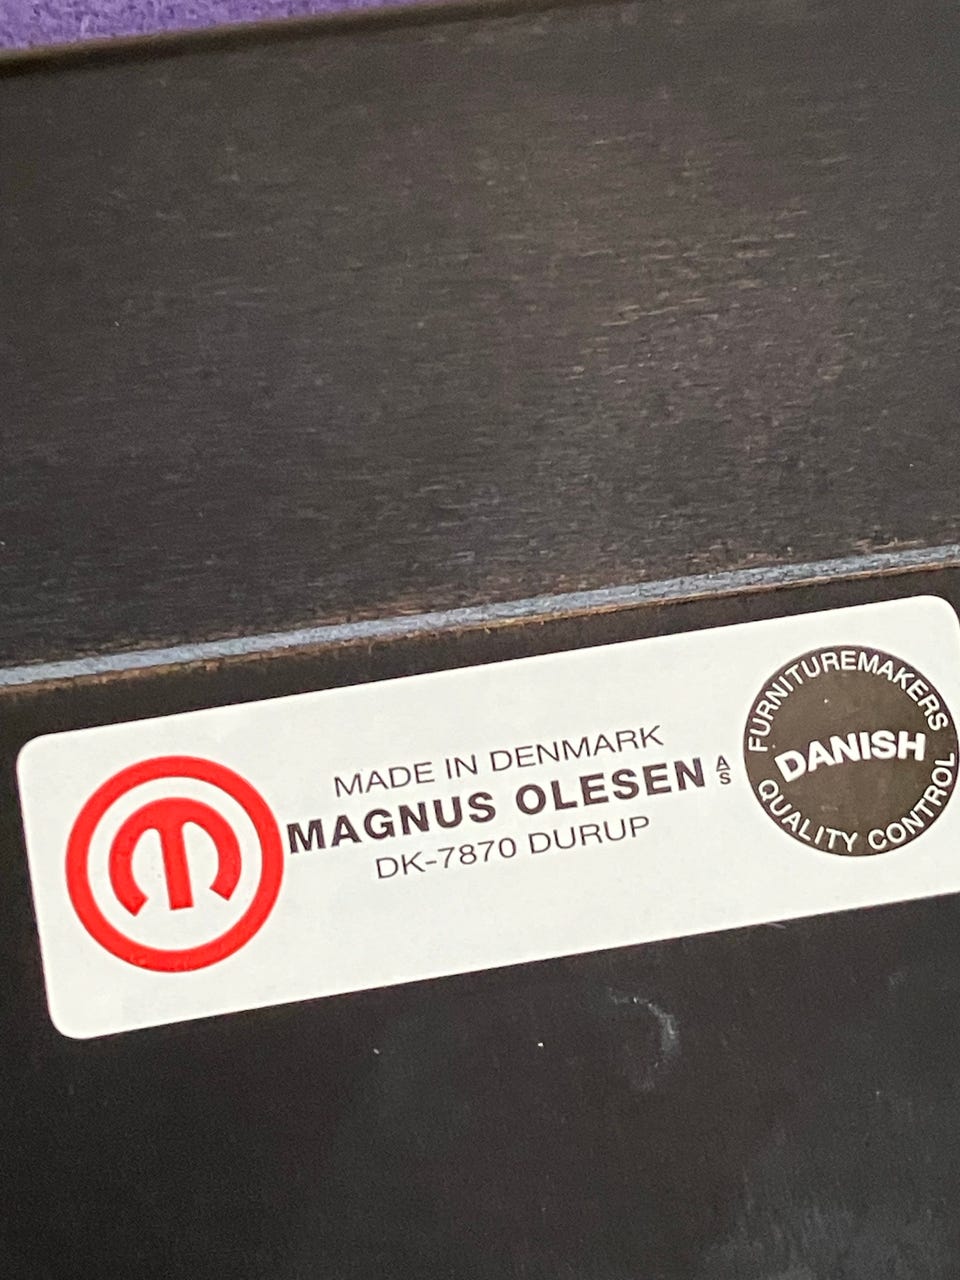 MADE IN DENMARK
MAGNUS OLESEN A/S
DK-7870 DURUP
FURNITUREMAKERS
DANISH
QUALITY CONTROL